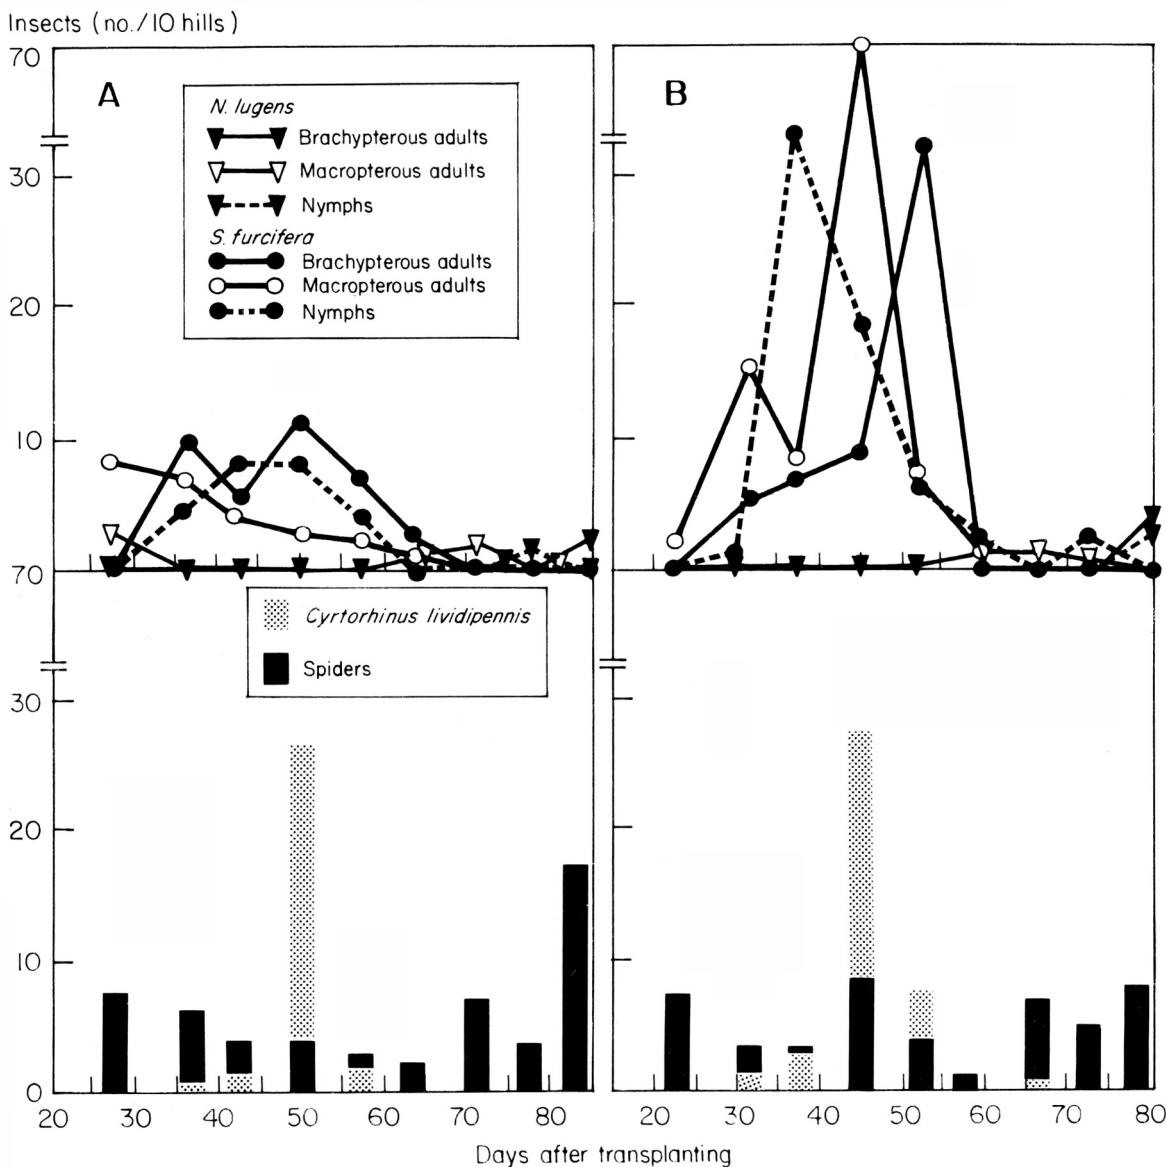 Insects (no./10 hills)
70
30
20
10
A
N. lugens
Brachypterous adults
Macropterous adults
Nymphs
S. furcifera
Brachypterous adults
Macropterous adults
Nymphs
B
70
30
20
10
0
Cyrtorhinus lividipennis
Spiders
20 30 40 50 60 70 80 20 30 40 50 60 70 80
Days after transplanting